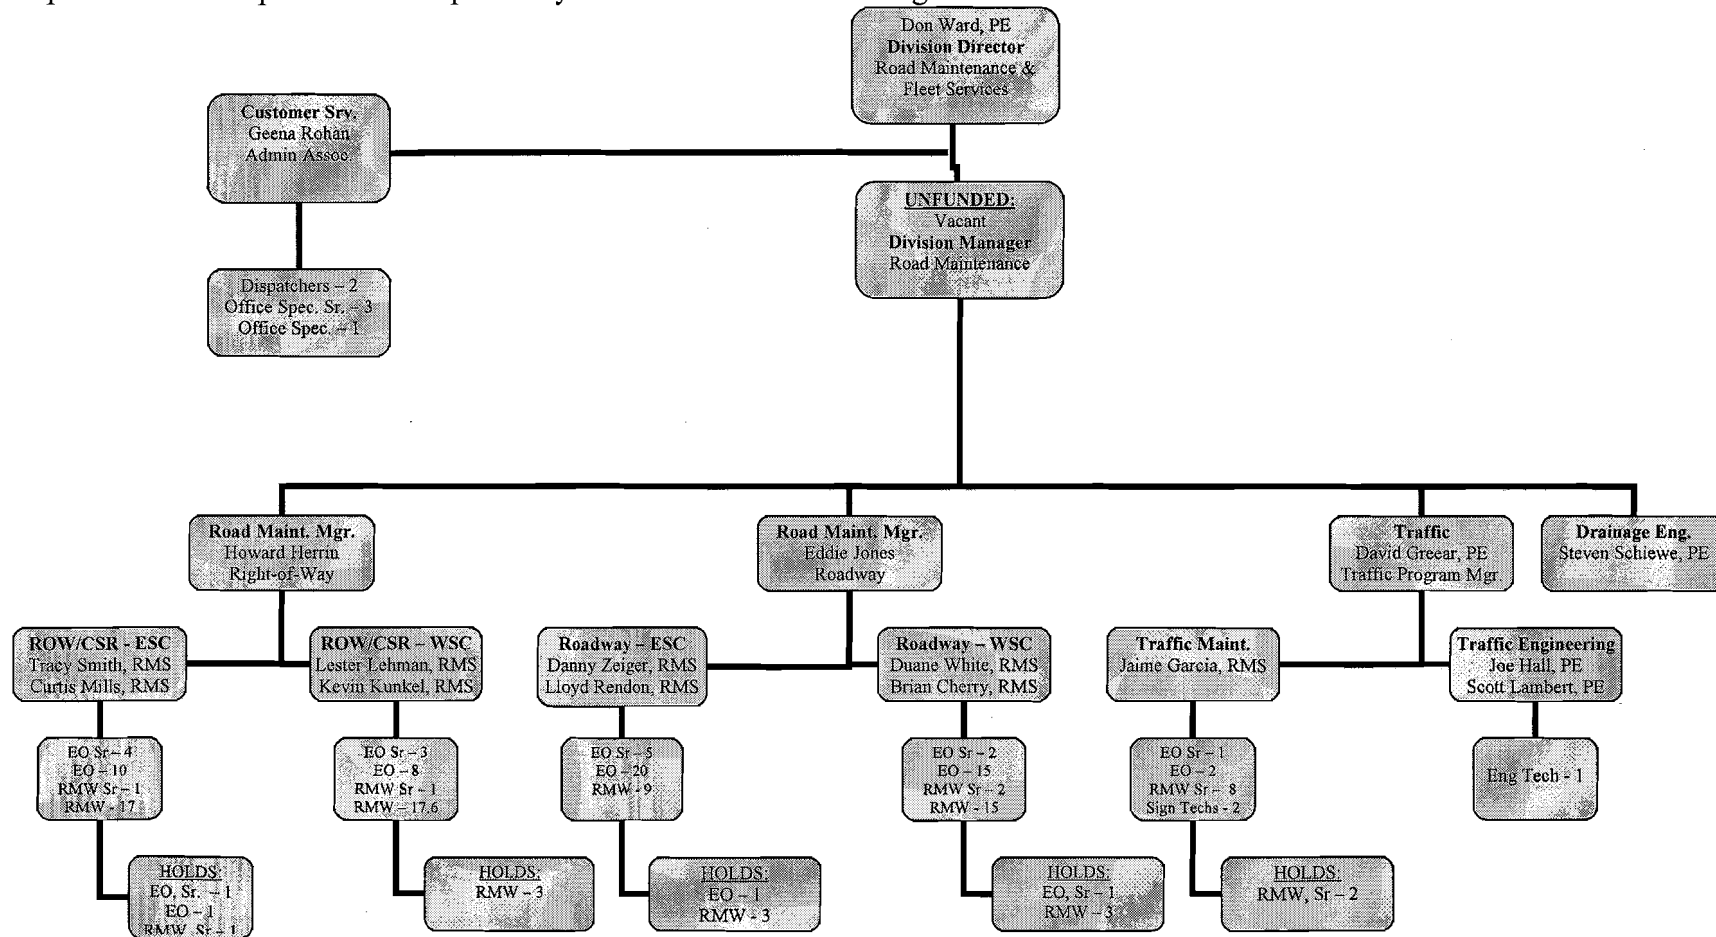 Don Ward, PE
Division Director
Road Maintenance &
Fleet Services
Customer Srv.
Geena Rohan
Admin Assoc.
UNFUNDED:
Vacant
Division Manager
Road Maintenance
Dispatchers – 2
Office Spec. Sr. – 3
Office Spec. – 1
Road Maint. Mgr.
Howard Herrin
Right-of-Way
Road Maint. Mgr.
Eddie Jones
Roadway
Traffic
David Greear, PE
Traffic Program Mgr.
Drainage Eng.
Steven Schiewe, PE
ROW/CSR - ESC
Tracy Smith, RMS
Curtis Mills, RMS
ROW/CSR – WSC
Lester Lehman, RMS
Kevin Kunkel, RMS
Roadway – ESC
Danny Zeiger, RMS
Lloyd Rendon, RMS
Roadway – WSC
Duane White, RMS
Brian Cherry, RMS
Traffic Maint.
Jaime Garcia, RMS
Traffic Engineering
Joe Hall, PE
Scott Lambert, PE
EO Sr – 4
EO – 10
RMW Sr – 1
RMW - 17
EO Sr – 3
EO – 8
RMW Sr – 1
RMW – 17.6
EO Sr – 5
EO – 20
RMW - 9
EO Sr – 2
EO – 15
RMW Sr – 2
RMW - 15
EO Sr – 1
EO – 2
RMW Sr – 8
Sign Techs - 2
Eng Tech - 1
HOLDS:
EO, Sr. – 1
EO – 1
RMW, Sr – 1
HOLDS:
RMW – 3
HOLDS:
EO – 1
RMW - 3
HOLDS:
EO, Sr – 1
RMW – 3
HOLDS:
RMW, Sr – 2